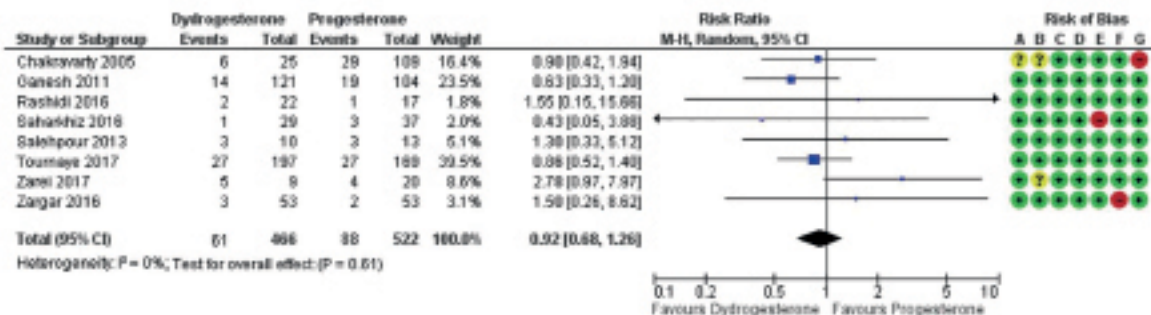 Dydrogesterone Progesterone Risk Ratio Risk of Bias
Study or Subgroup Events Total Events Total Weight M-H, Random, 95% CI A B C D E F G
Chakravarty 2005 6 25 29 109 16.4% 0.90 [0.42, 1.94]
Ganesh 2011 14 121 19 104 23.5% 0.63 [0.33, 1.20]
Rashidi 2016 2 22 1 17 1.8% 1.55 [0.15, 15.66]
Saharkhiz 2016 1 29 3 37 2.0% 0.43 [0.05, 3.88]
Salehpour 2013 3 10 3 13 5.1% 1.30 [0.33, 5.12]
Tournaye 2017 27 197 27 169 39.5% 0.86 [0.52, 1.40]
Zarei 2017 5 9 4 20 8.6% 2.78 [0.97, 7.97]
Zargar 2016 3 53 2 53 3.1% 1.50 [0.26, 8.62]
Total (95% CI) 61 466 88 522 100.0% 0.92 [0.68, 1.26]
Heterogeneity: I² = 0%; Test for overall effect: (P = 0.61)
0.1 0.2 0.5 1 2 5 10
Favours Dydrogesterone Favours Progesterone